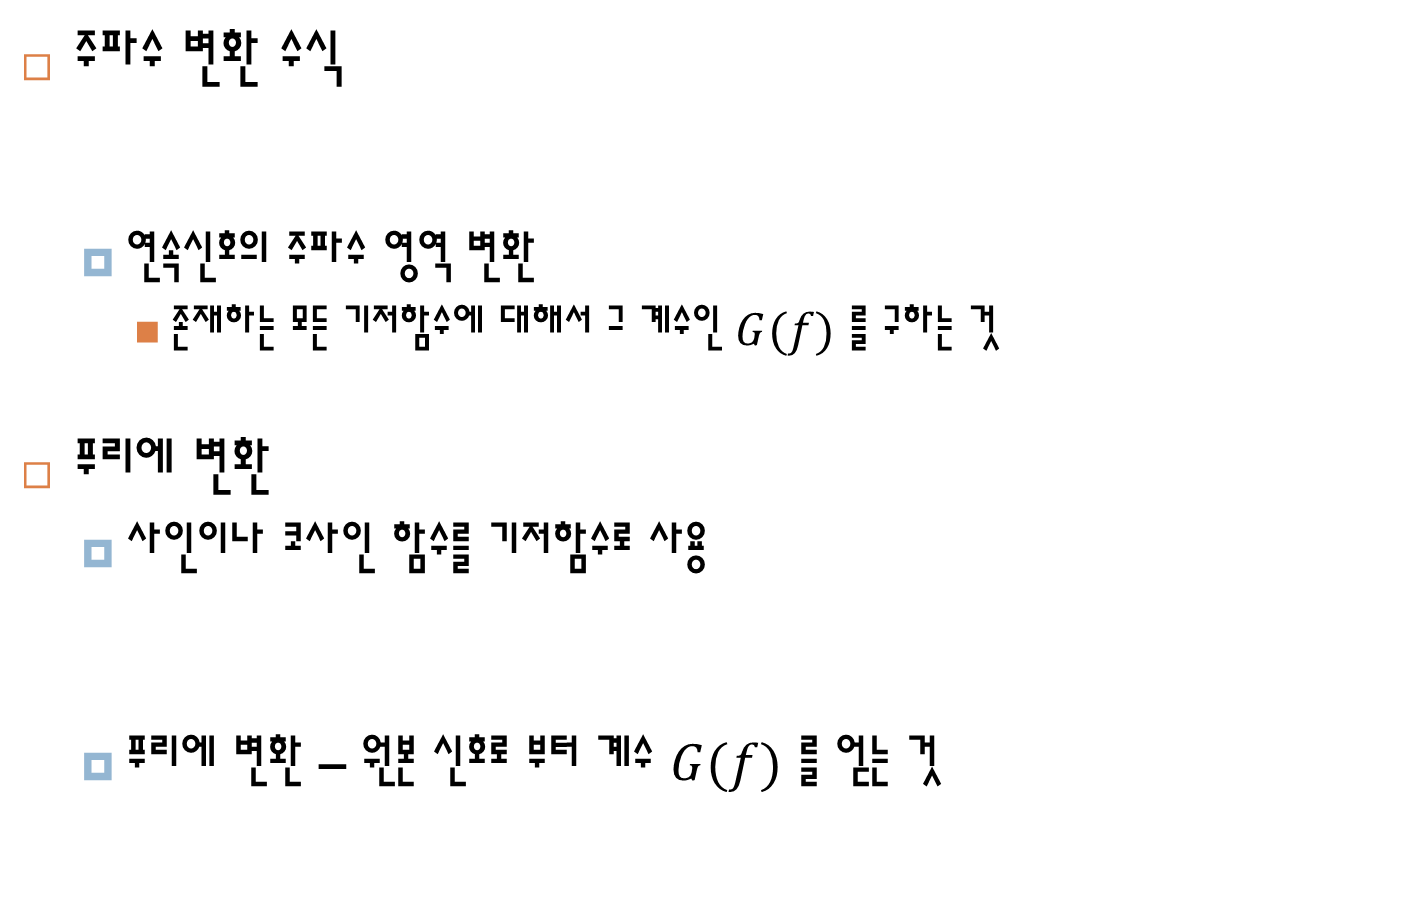 주파수 변환 수식
연속신호의 주파수 영역 변환
존재하는 모든 기저함수에 대해서 그 계수인 G(f) 를 구하는 것
푸리에 변환
사인이나 코사인 함수를 기저함수로 사용
푸리에 변환 – 언본 신호로 부터 계수 G(f) 를 얻는 것